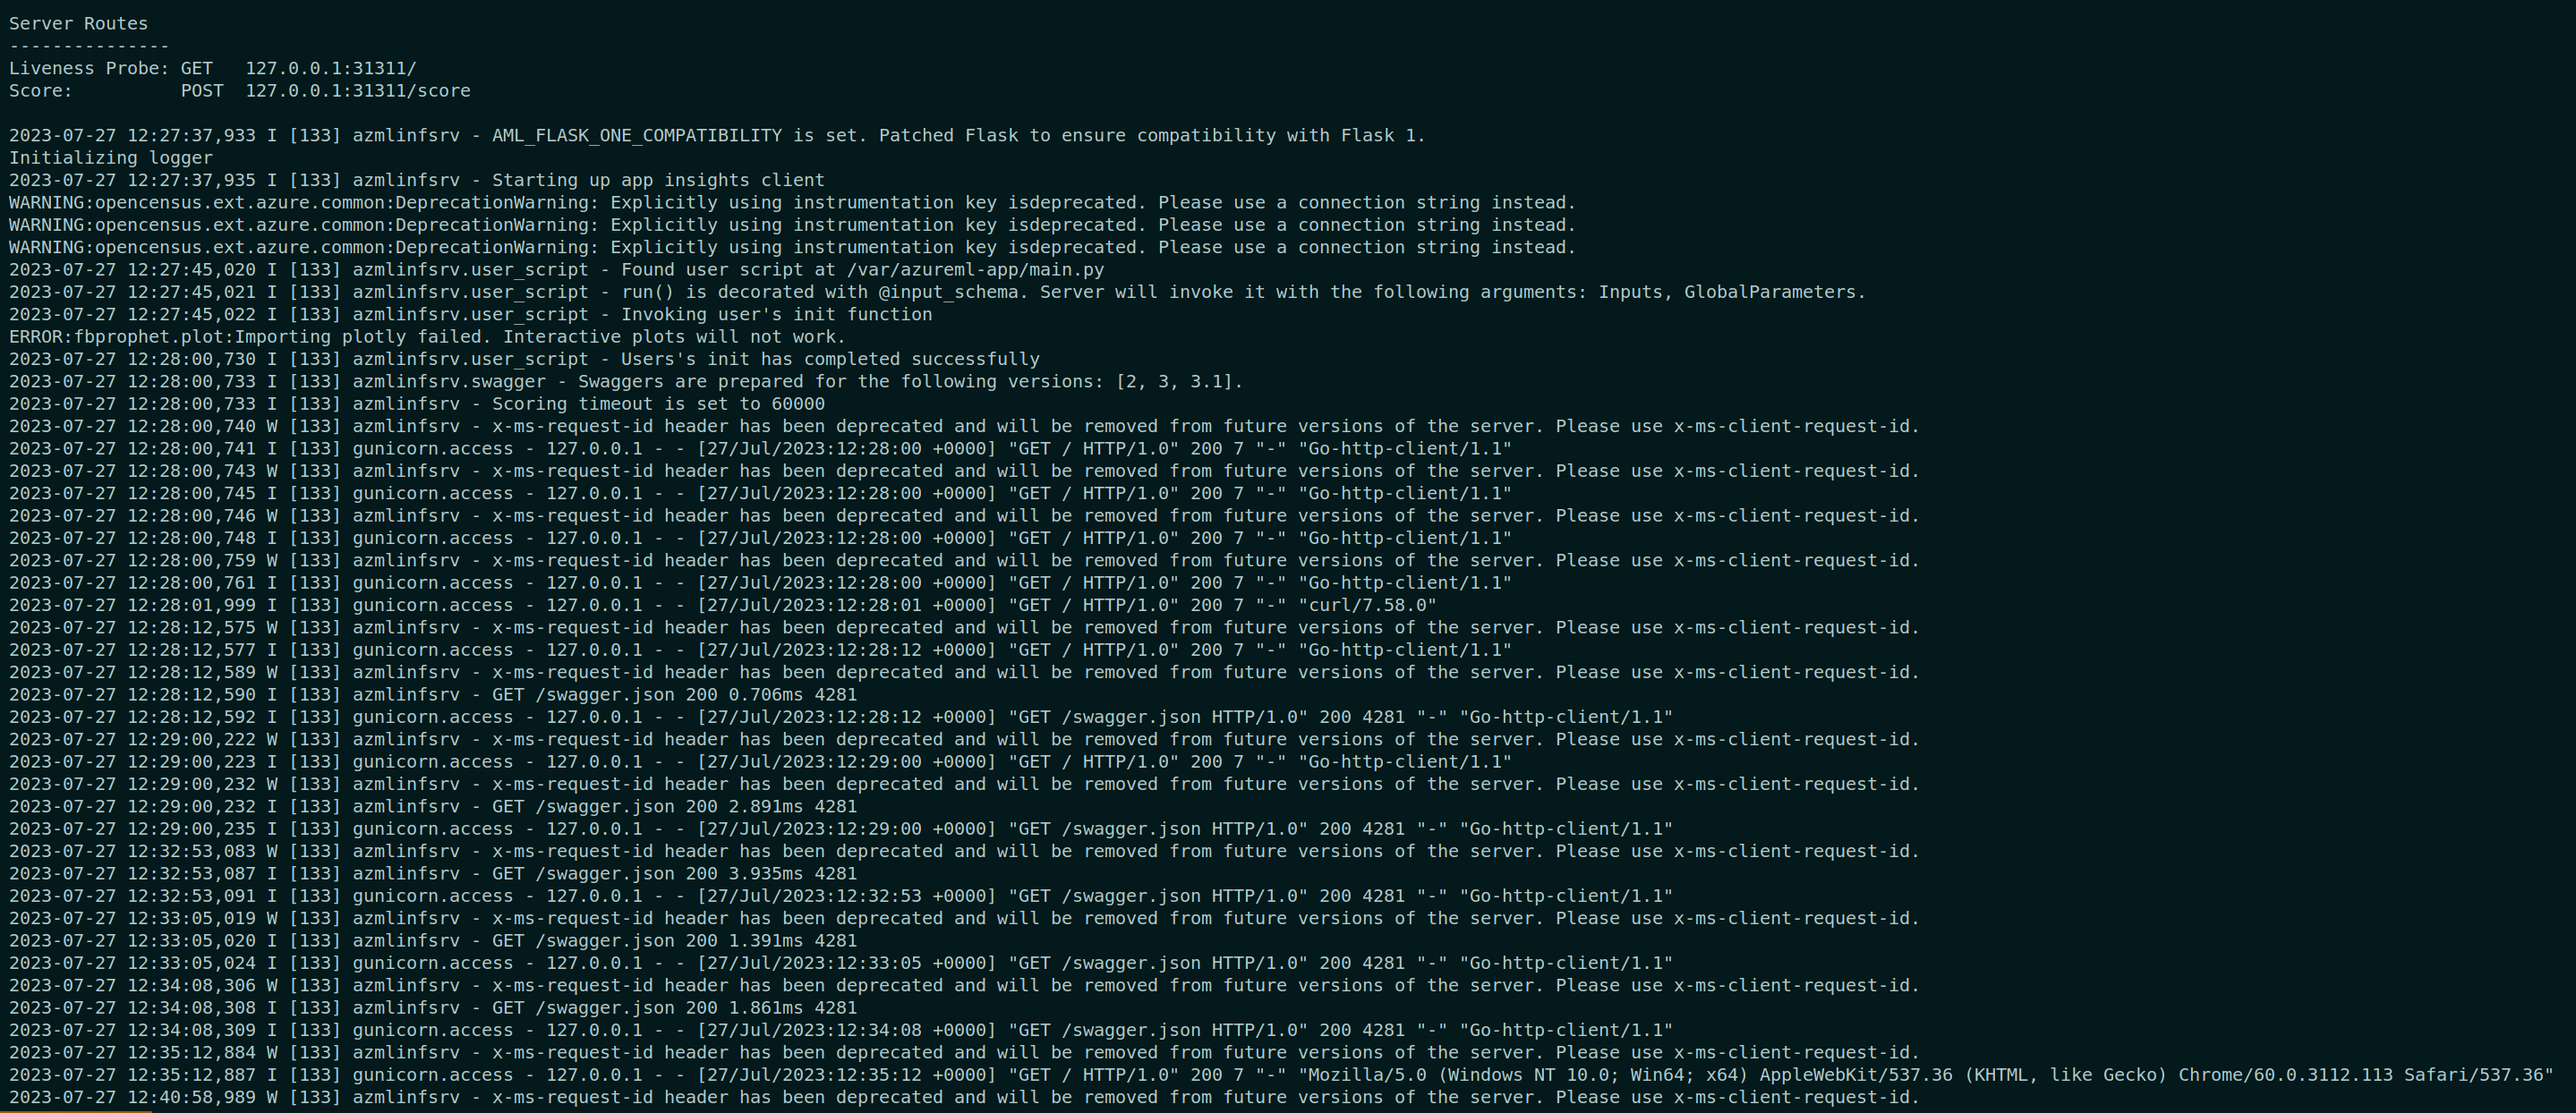 Server Routes
---------------
Liveness Probe: GET   127.0.0.1:31311/
Score:          POST  127.0.0.1:31311/score

2023-07-27 12:27:37,933 I [133] azmlinfsrv - AML_FLASK_ONE_COMPATIBILITY is set. Patched Flask to ensure compatibility with Flask 1.
Initializing logger
2023-07-27 12:27:37,935 I [133] azmlinfsrv - Starting up app insights client
WARNING:opencensus.ext.azure.common:DeprecationWarning: Explicitly using instrumentation key isdeprecated. Please use a connection string instead.
WARNING:opencensus.ext.azure.common:DeprecationWarning: Explicitly using instrumentation key isdeprecated. Please use a connection string instead.
WARNING:opencensus.ext.azure.common:DeprecationWarning: Explicitly using instrumentation key isdeprecated. Please use a connection string instead.
2023-07-27 12:27:45,020 I [133] azmlinfsrv.user_script - Found user script at /var/azureml-app/main.py
2023-07-27 12:27:45,021 I [133] azmlinfsrv.user_script - run() is decorated with @input_schema. Server will invoke it with the following arguments: Inputs, GlobalParameters.
2023-07-27 12:27:45,022 I [133] azmlinfsrv.user_script - Invoking user's init function
ERROR:fbprophet.plot:Importing plotly failed. Interactive plots will not work.
2023-07-27 12:28:00,730 I [133] azmlinfsrv.user_script - Users's init has completed successfully
2023-07-27 12:28:00,733 I [133] azmlinfsrv.swagger - Swaggers are prepared for the following versions: [2, 3, 3.1].
2023-07-27 12:28:00,733 I [133] azmlinfsrv - Scoring timeout is set to 60000
2023-07-27 12:28:00,740 W [133] azmlinfsrv - x-ms-request-id header has been deprecated and will be removed from future versions of the server. Please use x-ms-client-request-id.
2023-07-27 12:28:00,741 I [133] gunicorn.access - 127.0.0.1 - - [27/Jul/2023:12:28:00 +0000] "GET / HTTP/1.0" 200 7 "-" "Go-http-client/1.1"
2023-07-27 12:28:00,743 W [133] azmlinfsrv - x-ms-request-id header has been deprecated and will be removed from future versions of the server. Please use x-ms-client-request-id.
2023-07-27 12:28:00,745 I [133] gunicorn.access - 127.0.0.1 - - [27/Jul/2023:12:28:00 +0000] "GET / HTTP/1.0" 200 7 "-" "Go-http-client/1.1"
2023-07-27 12:28:00,746 W [133] azmlinfsrv - x-ms-request-id header has been deprecated and will be removed from future versions of the server. Please use x-ms-client-request-id.
2023-07-27 12:28:00,748 I [133] gunicorn.access - 127.0.0.1 - - [27/Jul/2023:12:28:00 +0000] "GET / HTTP/1.0" 200 7 "-" "Go-http-client/1.1"
2023-07-27 12:28:00,759 W [133] azmlinfsrv - x-ms-request-id header has been deprecated and will be removed from future versions of the server. Please use x-ms-client-request-id.
2023-07-27 12:28:00,761 I [133] gunicorn.access - 127.0.0.1 - - [27/Jul/2023:12:28:00 +0000] "GET / HTTP/1.0" 200 7 "-" "Go-http-client/1.1"
2023-07-27 12:28:01,999 I [133] gunicorn.access - 127.0.0.1 - - [27/Jul/2023:12:28:01 +0000] "GET / HTTP/1.0" 200 7 "-" "curl/7.58.0"
2023-07-27 12:28:12,575 W [133] azmlinfsrv - x-ms-request-id header has been deprecated and will be removed from future versions of the server. Please use x-ms-client-request-id.
2023-07-27 12:28:12,577 I [133] gunicorn.access - 127.0.0.1 - - [27/Jul/2023:12:28:12 +0000] "GET / HTTP/1.0" 200 7 "-" "Go-http-client/1.1"
2023-07-27 12:28:12,589 W [133] azmlinfsrv - x-ms-request-id header has been deprecated and will be removed from future versions of the server. Please use x-ms-client-request-id.
2023-07-27 12:28:12,590 I [133] azmlinfsrv - GET /swagger.json 200 0.706ms 4281
2023-07-27 12:28:12,592 I [133] gunicorn.access - 127.0.0.1 - - [27/Jul/2023:12:28:12 +0000] "GET /swagger.json HTTP/1.0" 200 4281 "-" "Go-http-client/1.1"
2023-07-27 12:29:00,222 W [133] azmlinfsrv - x-ms-request-id header has been deprecated and will be removed from future versions of the server. Please use x-ms-client-request-id.
2023-07-27 12:29:00,223 I [133] gunicorn.access - 127.0.0.1 - - [27/Jul/2023:12:29:00 +0000] "GET / HTTP/1.0" 200 7 "-" "Go-http-client/1.1"
2023-07-27 12:29:00,232 W [133] azmlinfsrv - x-ms-request-id header has been deprecated and will be removed from future versions of the server. Please use x-ms-client-request-id.
2023-07-27 12:29:00,232 I [133] azmlinfsrv - GET /swagger.json 200 2.891ms 4281
2023-07-27 12:29:00,235 I [133] gunicorn.access - 127.0.0.1 - - [27/Jul/2023:12:29:00 +0000] "GET /swagger.json HTTP/1.0" 200 4281 "-" "Go-http-client/1.1"
2023-07-27 12:32:53,083 W [133] azmlinfsrv - x-ms-request-id header has been deprecated and will be removed from future versions of the server. Please use x-ms-client-request-id.
2023-07-27 12:32:53,087 I [133] azmlinfsrv - GET /swagger.json 200 3.935ms 4281
2023-07-27 12:32:53,091 I [133] gunicorn.access - 127.0.0.1 - - [27/Jul/2023:12:32:53 +0000] "GET /swagger.json HTTP/1.0" 200 4281 "-" "Go-http-client/1.1"
2023-07-27 12:33:05,019 W [133] azmlinfsrv - x-ms-request-id header has been deprecated and will be removed from future versions of the server. Please use x-ms-client-request-id.
2023-07-27 12:33:05,020 I [133] azmlinfsrv - GET /swagger.json 200 1.391ms 4281
2023-07-27 12:33:05,024 I [133] gunicorn.access - 127.0.0.1 - - [27/Jul/2023:12:33:05 +0000] "GET /swagger.json HTTP/1.0" 200 4281 "-" "Go-http-client/1.1"
2023-07-27 12:34:08,306 W [133] azmlinfsrv - x-ms-request-id header has been deprecated and will be removed from future versions of the server. Please use x-ms-client-request-id.
2023-07-27 12:34:08,308 I [133] azmlinfsrv - GET /swagger.json 200 1.861ms 4281
2023-07-27 12:34:08,309 I [133] gunicorn.access - 127.0.0.1 - - [27/Jul/2023:12:34:08 +0000] "GET /swagger.json HTTP/1.0" 200 4281 "-" "Go-http-client/1.1"
2023-07-27 12:35:12,884 W [133] azmlinfsrv - x-ms-request-id header has been deprecated and will be removed from future versions of the server. Please use x-ms-client-request-id.
2023-07-27 12:35:12,887 I [133] gunicorn.access - 127.0.0.1 - - [27/Jul/2023:12:35:12 +0000] "GET / HTTP/1.0" 200 7 "-" "Mozilla/5.0 (Windows NT 10.0; Win64; x64) AppleWebKit/537.36 (KHTML, like Gecko) Chrome/60.0.3112.113 Safari/537.36"
2023-07-27 12:40:58,989 W [133] azmlinfsrv - x-ms-request-id header has been deprecated and will be removed from future versions of the server. Please use x-ms-client-request-id.